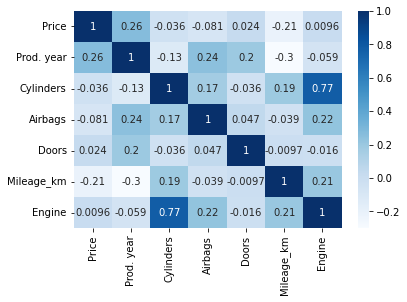 Price 1 0.26 -0.036 -0.081 0.024 -0.21 0.0096
Prod. year 0.26 1 -0.13 0.24 0.2 -0.3 -0.059
Cylinders -0.036 -0.13 1 0.17 -0.036 0.19 0.77
Airbags -0.081 0.24 0.17 1 0.047 -0.039 0.22
Doors 0.024 0.2 -0.036 0.047 1 -0.0097 -0.016
Mileage_km -0.21 -0.3 0.19 -0.039 -0.0097 1 0.21
Engine 0.0096 -0.059 0.77 0.22 -0.016 0.21 1
Price Prod. year Cylinders Airbags Doors Mileage_km Engine
1.0
0.8
0.6
0.4
0.2
0.0
-0.2